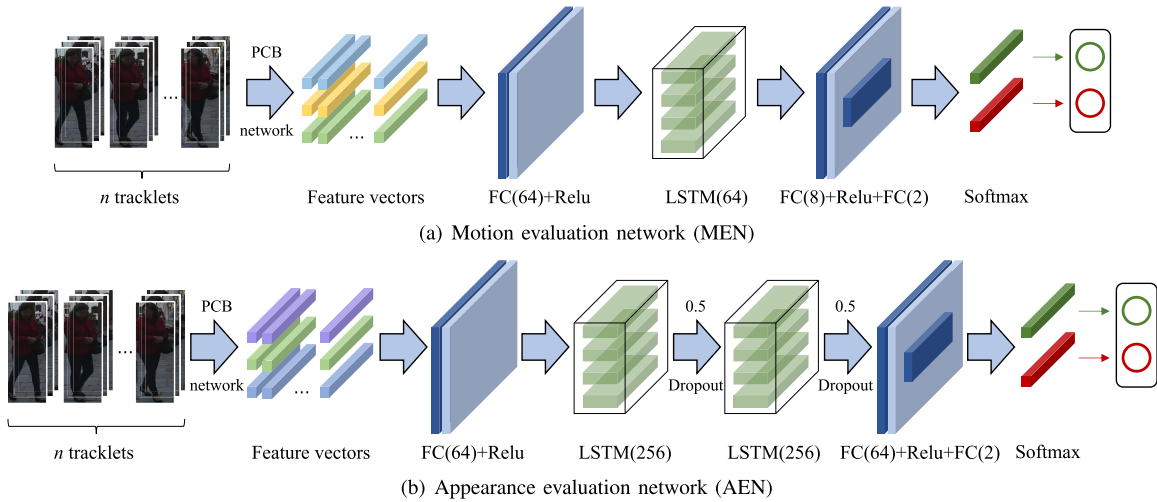 PCB
network
...
...
n tracklets
Feature vectors
FC(64)+Relu
LSTM(64)
FC(8)+Relu+FC(2)
Softmax
(a) Motion evaluation network (MEN)
PCB
network
0.5
Dropout
0.5
Dropout
...
...
n tracklets
Feature vectors
FC(64)+Relu
LSTM(256)
LSTM(256)
FC(64)+Relu+FC(2)
Softmax
(b) Appearance evaluation network (AEN)